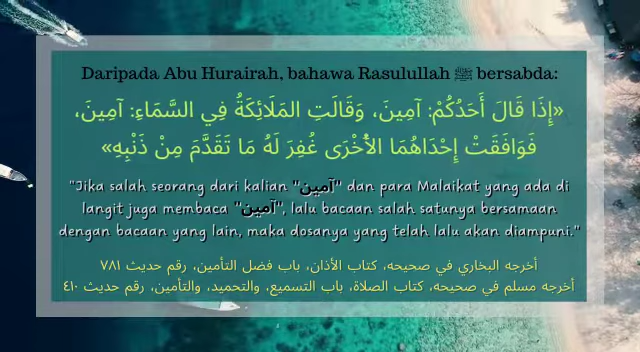 Daripada Abu Hurairah, bahawa Rasulullah ﷺ bersabda:
«إِذَا قَالَ أَحَدُكُمْ: آمِينَ، وَقَالَتِ المَلَائِكَةُ فِي السَّمَاءِ: آمِينَ،
فَوَافَقَتْ إِحْدَاهُمَا الأُخْرَى غُفِرَ لَهُ مَا تَقَدَّمَ مِنْ ذَنْبِهِ»
"Jika salah seorang dari kalian "آمين" dan para Malaikat yang ada di
langit juga membaca "آمين", lalu bacaan salah satunya bersamaan
dengan bacaan yang lain, maka dosanya yang telah lalu akan diampuni."
أخرجه البخاري في صحيحه، كتاب الأذان، باب فضل التأمين، رقم حديث ٧٨١
أخرجه مسلم في صحيحه، كتاب الصلاة، باب التسميع، والتحميد، والتأمين، رقم حديث ٤١٠